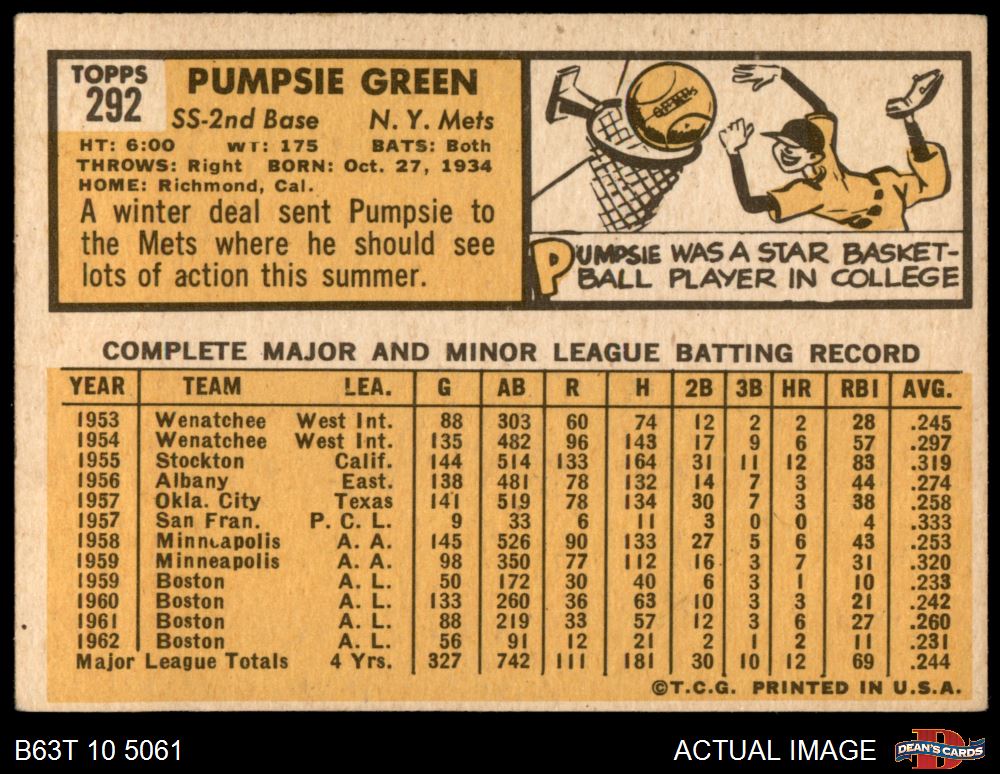 TOPPS
292
PUMPSIE GREEN
SS-2nd Base N. Y. Mets
HT: 6:00 WT: 175 BATS: Both
THROWS: Right BORN: Oct. 27, 1934
HOME: Richmond, Cal.
A winter deal sent Pumpsie to
the Mets where he should see
lots of action this summer.
PUMPSIE WAS A STAR BASKET-
BALL PLAYER IN COLLEGE
COMPLETE MAJOR AND MINOR LEAGUE BATTING RECORD
YEAR TEAM LEA. G AB R H 2B 3B HR RBI AVG.
1953 Wenatchee West Int. 88 303 60 74 12 2 2 28 .245
1954 Wenatchee West Int. 135 482 96 143 17 9 6 57 .297
1955 Stockton Calif. 144 514 133 164 31 11 12 83 .319
1956 Albany East. 138 481 78 132 14 7 3 44 .274
1957 Okla. City Texas 141 519 78 134 30 7 3 38 .258
1957 San Fran. P. C. L. 9 33 6 11 3 0 0 4 .333
1958 Minneapolis A. A. 145 526 90 133 27 5 6 43 .253
1959 Minneapolis A. A. 98 350 77 112 16 3 7 31 .320
1959 Boston A. L. 50 172 30 40 6 3 1 10 .233
1960 Boston A. L. 133 260 36 63 10 3 3 21 .242
1961 Boston A. L. 88 219 33 57 12 3 6 27 .260
1962 Boston A. L. 56 91 12 21 2 1 2 11 .231
Major League Totals 4 Yrs. 327 742 111 181 30 10 12 69 .244
©T.C.G. PRINTED IN U.S.A.
B63T 10 5061 ACTUAL IMAGE DEAN'S CARDS